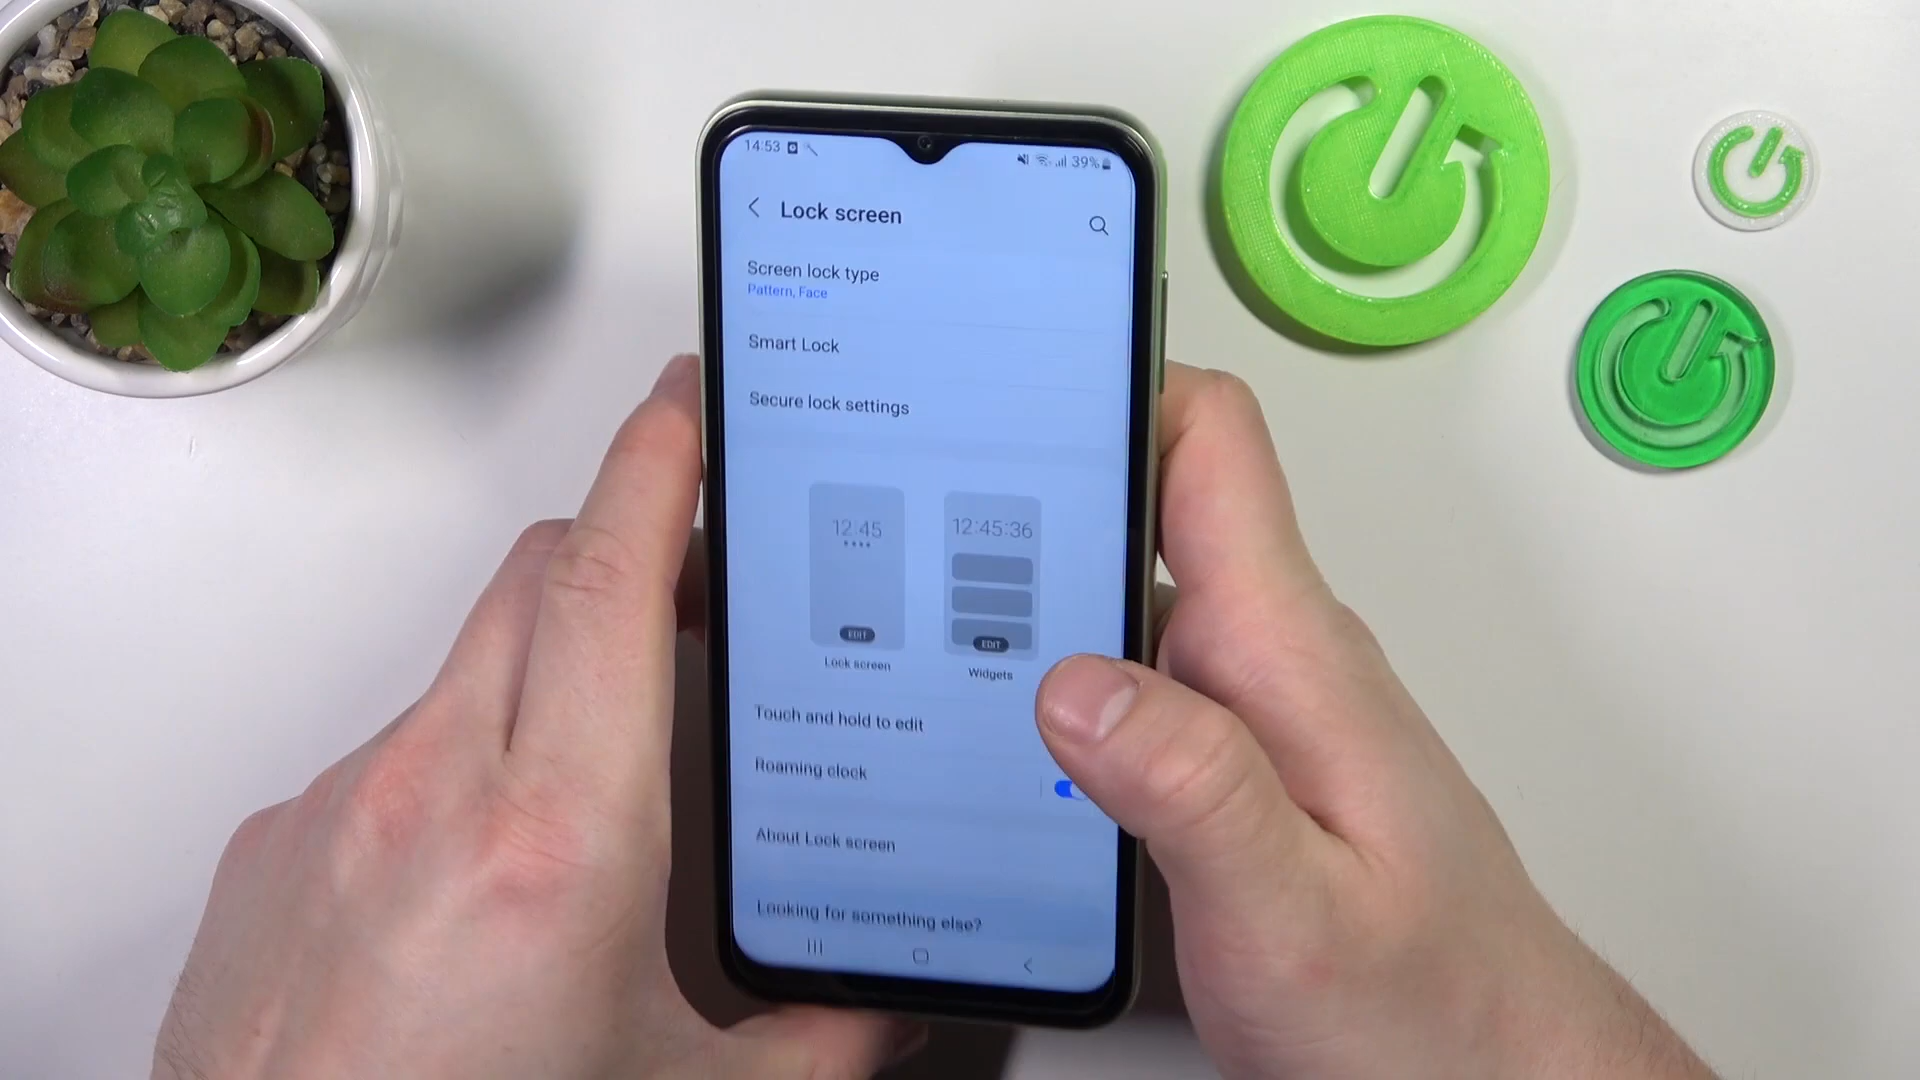 14:53
39%
Lock screen
Screen lock type
Pattern, Face
Smart Lock
Secure lock settings
12:45
12:45:36
EDIT
EDIT
Lock screen
Widgets
Touch and hold to edit
Roaming clock
About Lock screen
Looking for something else?